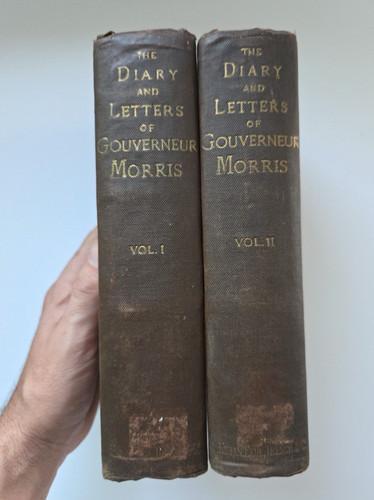 THE
DIARY
AND
LETTERS
OF
GOUVERNEUR
MORRIS
VOL. I
THE
DIARY
AND
LETTERS
OF
GOUVERNEUR
MORRIS
VOL. II